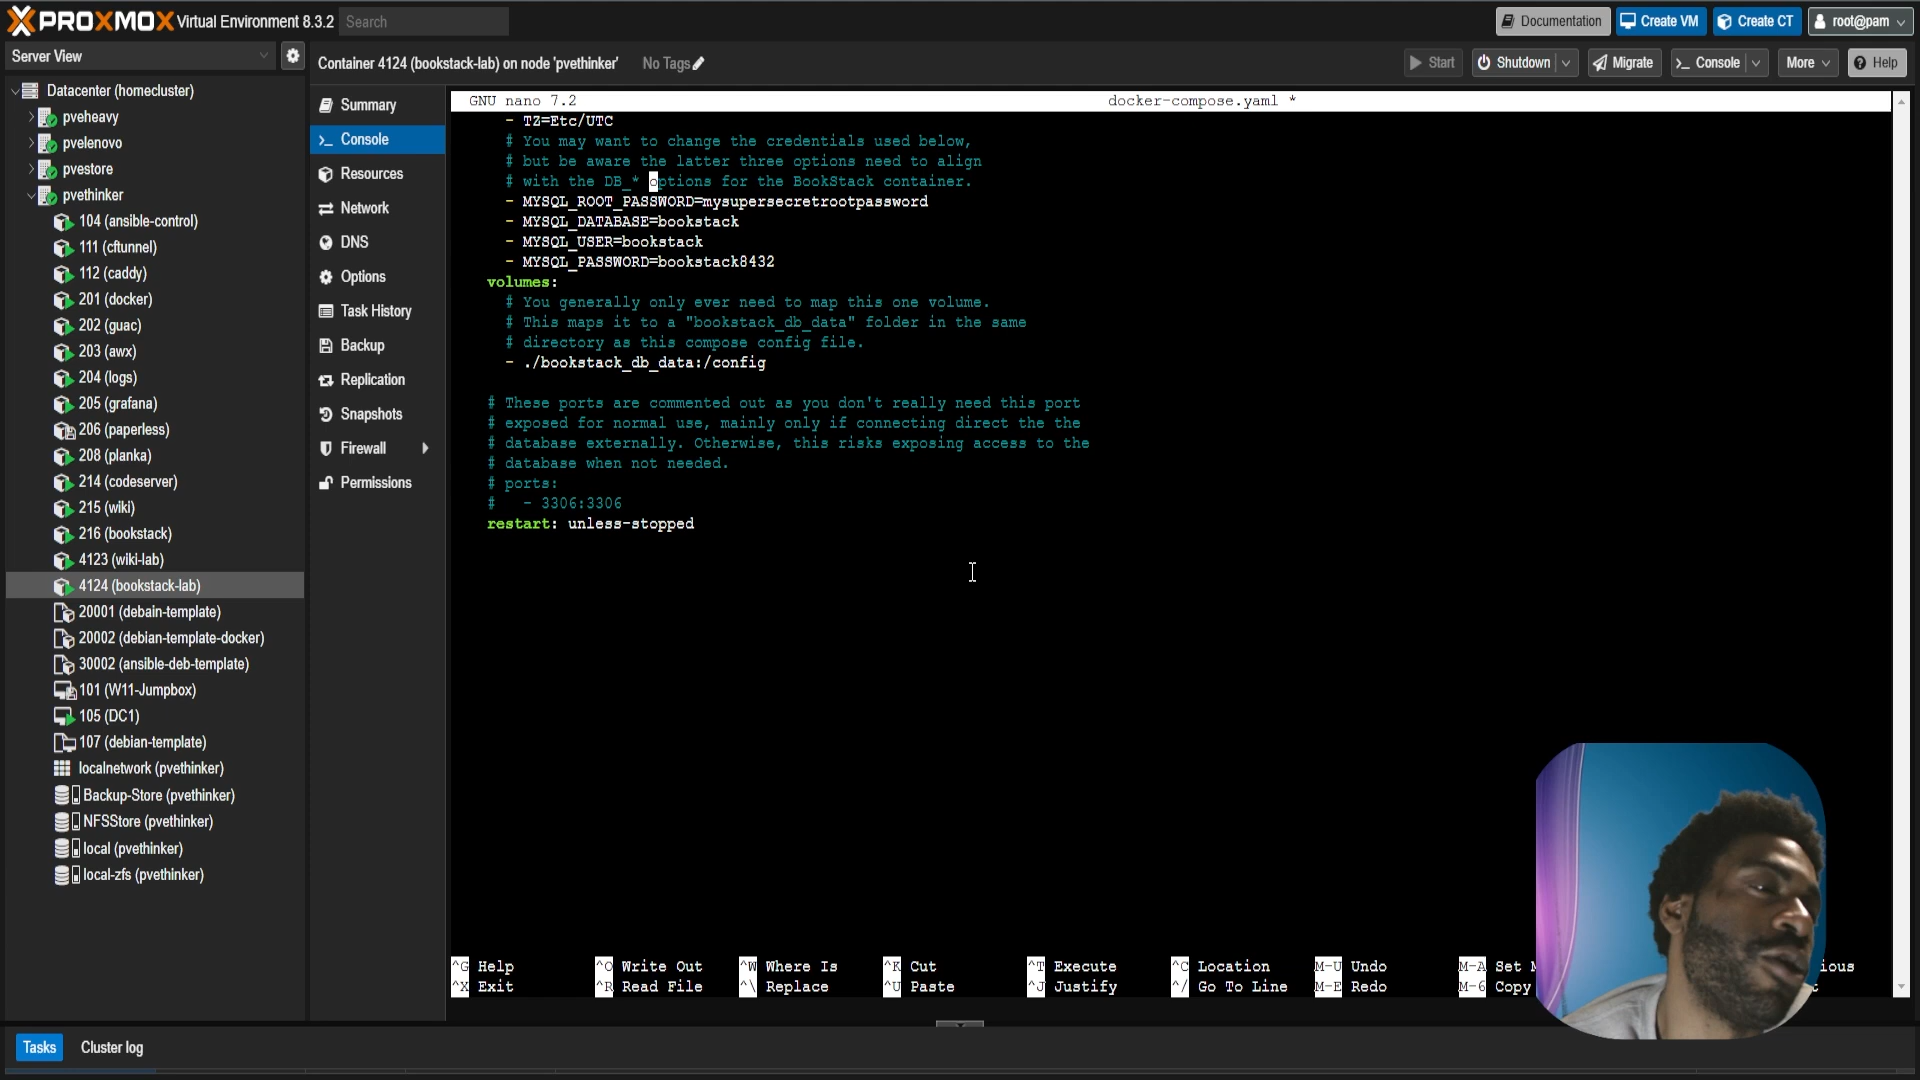 PROXMOX Virtual Environment 8.3.2 Search Documentation Create VM Create CT root@pam
Server View
Container 4124 (bookstack-lab) on node 'pvethinker' No Tags Start Shutdown Migrate Console More Help
Datacenter (homecluster)
pveheavy
pvelenovo
pvestore
pvethinker
104 (ansible-control)
111 (cftunnel)
112 (caddy)
201 (docker)
202 (guac)
203 (awx)
204 (logs)
205 (grafana)
206 (paperless)
208 (planka)
214 (codeserver)
215 (wiki)
216 (bookstack)
4123 (wiki-lab)
4124 (bookstack-lab)
20001 (debain-template)
20002 (debian-template-docker)
30002 (ansible-deb-template)
101 (W11-Jumpbox)
105 (DC1)
107 (debian-template)
localnetwork (pvethinker)
Backup-Store (pvethinker)
NFSStore (pvethinker)
local (pvethinker)
local-zfs (pvethinker)
Summary
Console
Resources
Network
DNS
Options
Task History
Backup
Replication
Snapshots
Firewall
Permissions
GNU nano 7.2 docker-compose.yaml *
- TZ=Etc/UTC
# You may want to change the credentials used below,
# but be aware the latter three options need to align
# with the DB_* options for the BookStack container.
- MYSQL_ROOT_PASSWORD=mysupersecretrootpassword
- MYSQL_DATABASE=bookstack
- MYSQL_USER=bookstack
- MYSQL_PASSWORD=bookstack8432
volumes:
# You generally only ever need to map this one volume.
# This maps it to a "bookstack_db_data" folder in the same
# directory as this compose config file.
- ./bookstack_db_data:/config
# These ports are commented out as you don't really need this port
# exposed for normal use, mainly only if connecting direct the the
# database externally. Otherwise, this risks exposing access to the
# database when not needed.
# ports:
# - 3306:3306
restart: unless-stopped
^G Help ^O Write Out ^W Where Is ^K Cut ^T Execute ^C Location M-U Undo M-A Set M ious
^X Exit ^R Read File ^\ Replace ^U Paste ^J Justify ^/ Go To Line M-E Redo M-6 Copy
Tasks Cluster log